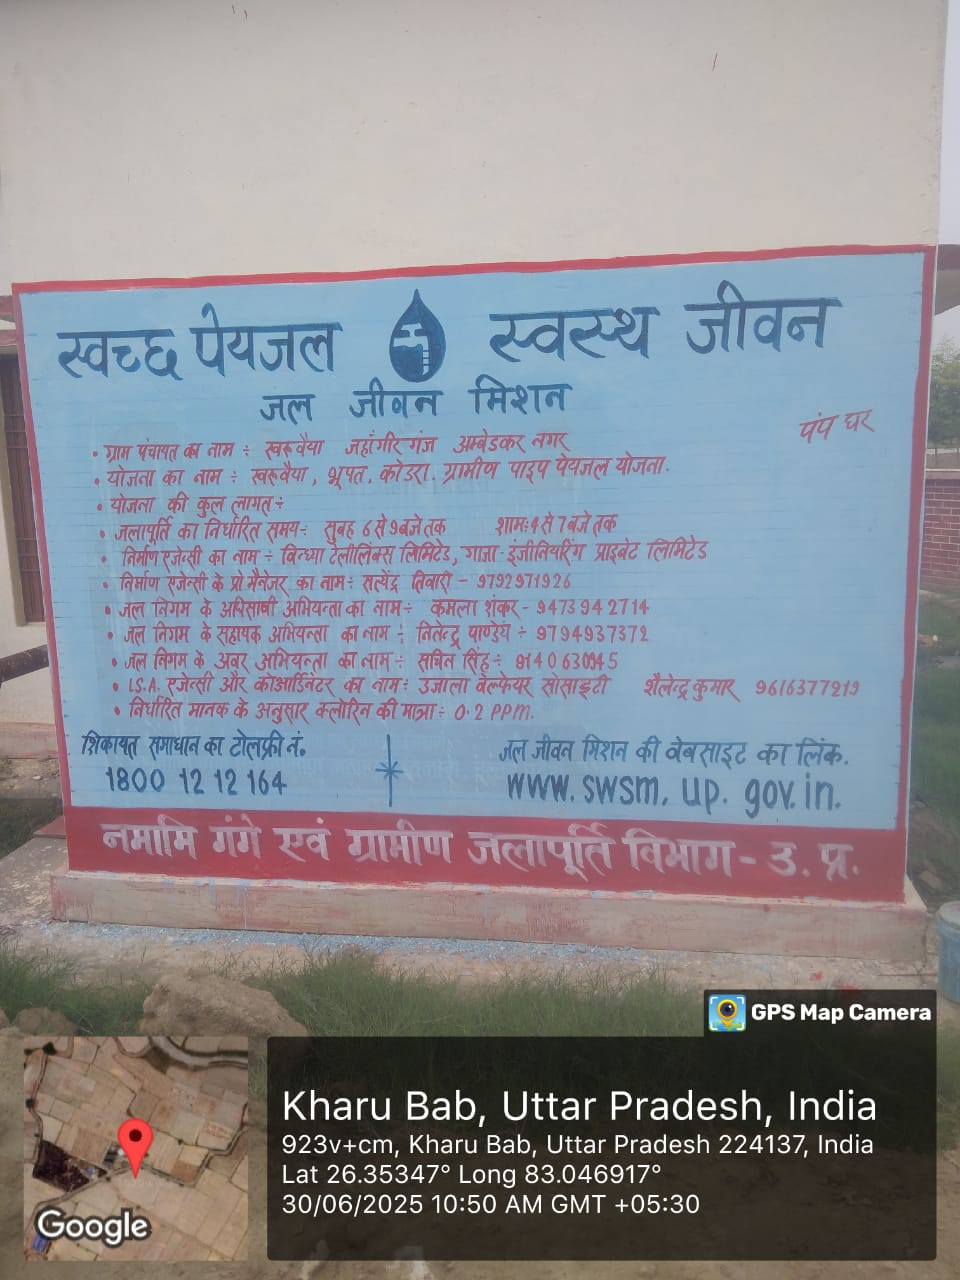 स्वच्छ पेयजल स्वस्थ जीवन
जल जीवन मिशन
पंप घर
• ग्राम पंचायत का नाम ÷ स्वरूवैया जहाँगीर गंज अम्बेडकर नगर
• योजना का नाम ÷ स्वरूवैया, भूपत, कोडरा. ग्रामीण पाइप पेयजल योजना.
• योजना की कुल लागत ÷
• जलापूर्ति का निर्धारित समय ÷ सुबह 6 से 9 बजे तक शाम: 4 से 7 बजे तक
• निर्माण एजेन्सी का नाम ÷ विन्ध्या टेलीलिंक्स लिमिटेड, गाजा-इंजीनियरिंग प्राइवेट लिमिटेड
• निर्माण एजेन्सी के प्रो मैनेजर का नाम ÷ सत्येंद्र तिवारी - 9792971926
• जल निगम के अधिसाषी अभियन्ता का नाम ÷ कमला शंकर - 9473942714
• जल निगम के सहायक अभियन्ता का नाम ÷ नितेन्द्र पाण्डेय ÷ 9794937372
• जल निगम के अवर अभियन्ता का नाम ÷ सचिन सिंह ÷
• I.S.A. एजेन्सी और कोआर्डिनेटर का नाम ÷ उजाला वेल्फेयर सोसाइटी शैलेन्द्र कुमार 9616377219
• निर्धारित मानक के अनुसार क्लोरिन की मात्रा ÷ 0.2 PPM.
शिकायत समाधान का टोलफ्री नं.
1800 12 12 164
जल जीवन मिशन की वेबसाइट का लिंक.
www.swsm.up.gov.in.
नमामि गंगे एवं ग्रामीण जलापूर्ति विभाग - उ. प्र.
GPS Map Camera
Kharu Bab, Uttar Pradesh, India
923v+cm, Kharu Bab, Uttar Pradesh 224137, India
Lat 26.35347° Long 83.046917°
30/06/2025 10:50 AM GMT +05:30
Google